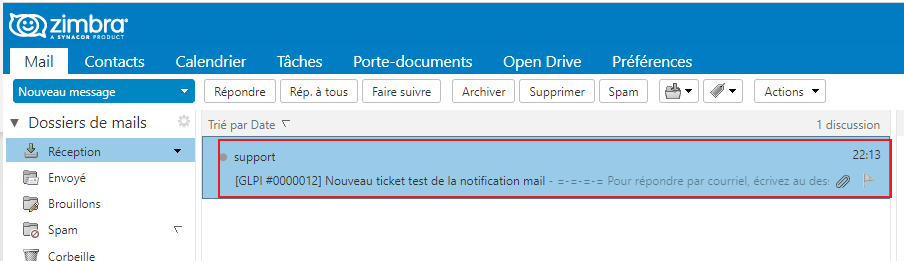 zimbra
A SYNACOR PRODUCT
Mail Contacts Calendrier Tâches Porte-documents Open Drive Préférences
Nouveau message Répondre Rép. à tous Faire suivre Archiver Supprimer Spam Actions
Dossiers de mails Trié par Date 1 discussion
Réception support 22:13
Envoyé [GLPI #0000012] Nouveau ticket test de la notification mail - =-=-=-= Pour répondre par courriel, écrivez au des
Brouillons
Spam
Corbeille